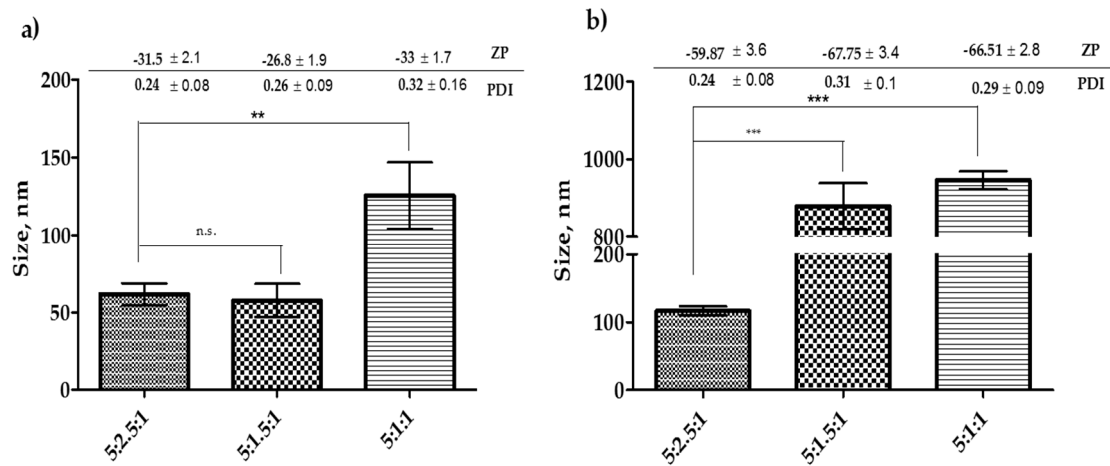 a)
-31.5 ± 2.1 -26.8 ± 1.9 -33 ± 1.7 ZP
0.24 ± 0.08 0.26 ± 0.09 0.32 ± 0.16 PDI
200
**
150
Size, nm
100
n.s.
50
0
5:2.5:1 5:1.5:1 5:1:1
b)
-59.87 ± 3.6 -67.75 ± 3.4 -66.51 ± 2.8 ZP
0.24 ± 0.08 0.31 ± 0.1 0.29 ± 0.09 PDI
1200
***
***
1000
800
Size, nm
200
100
0
5:2.5:1 5:1.5:1 5:1:1